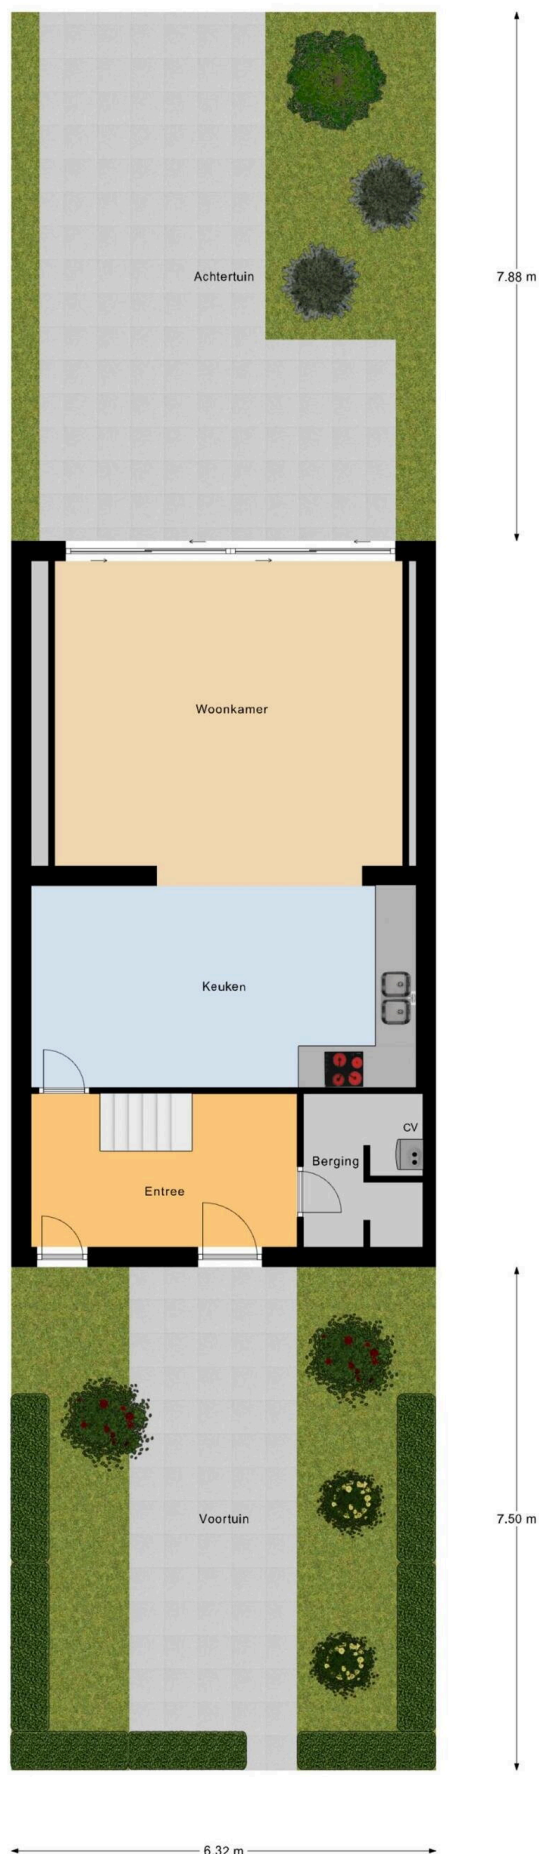 Achtertuin
7.88 m
Woonkamer
Keuken
CV
Berging
Entree
Voortuin
7.50 m
6.32 m